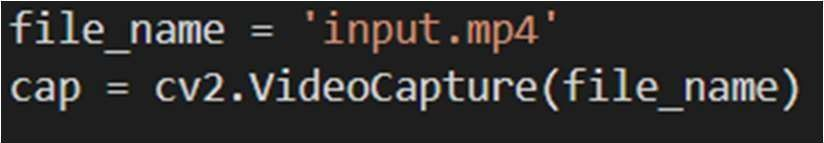 file_name = 'input.mp4'
cap = cv2.VideoCapture(file_name)